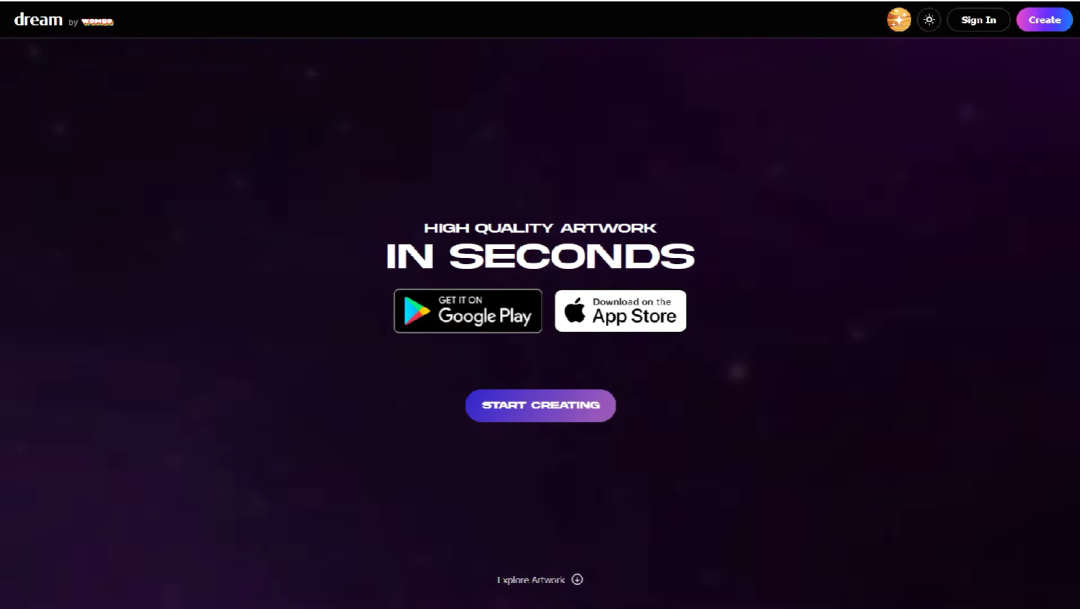 dream by WOMBO
Sign In
Create
HIGH QUALITY ARTWORK
IN SECONDS
GET IT ON
Google Play
Download on the
App Store
START CREATING
Explore Artwork